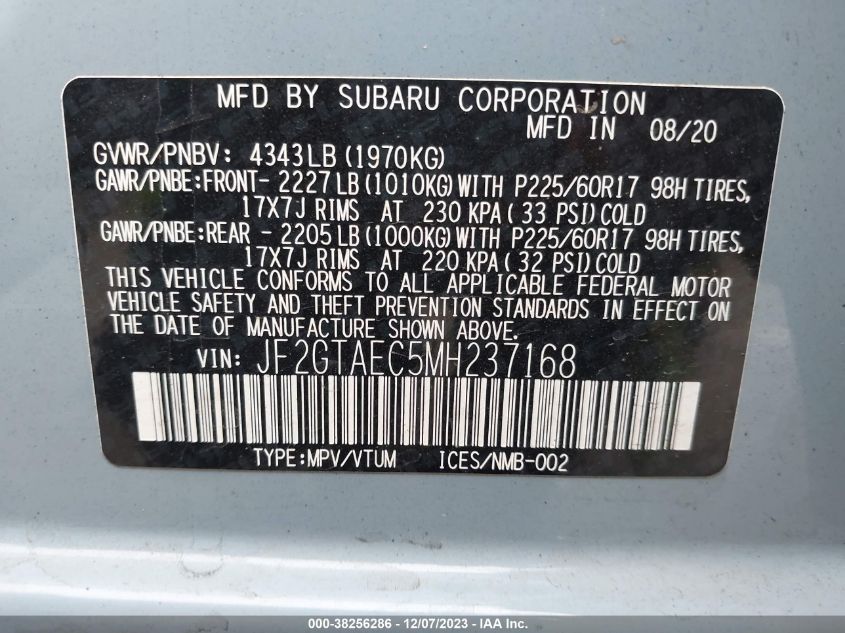 MFD BY SUBARU CORPORATION
MFD IN 08/20
GVWR/PNBV: 4343LB (1970KG)
GAWR/PNBE:FRONT- 2227LB(1010KG)WITH P225/60R17 98H TIRES,
17X7J RIMS AT 230 KPA( 33 PSI)COLD
GAWR/PNBE:REAR - 2205LB(1000KG)WITH P225/60R17 98H TIRES,
17X7J RIMS AT 220 KPA( 32 PSI)COLD
THIS VEHICLE CONFORMS TO ALL APPLICABLE FEDERAL MOTOR
VEHICLE SAFETY AND THEFT PREVENTION STANDARDS IN EFFECT ON
THE DATE OF MANUFACTURE SHOWN ABOVE.
VIN: JF2GTAEC5MH237168
TYPE:MPV/VTUM ICES/NMB-002
000-38256286 - 12/07/2023 - IAA Inc.